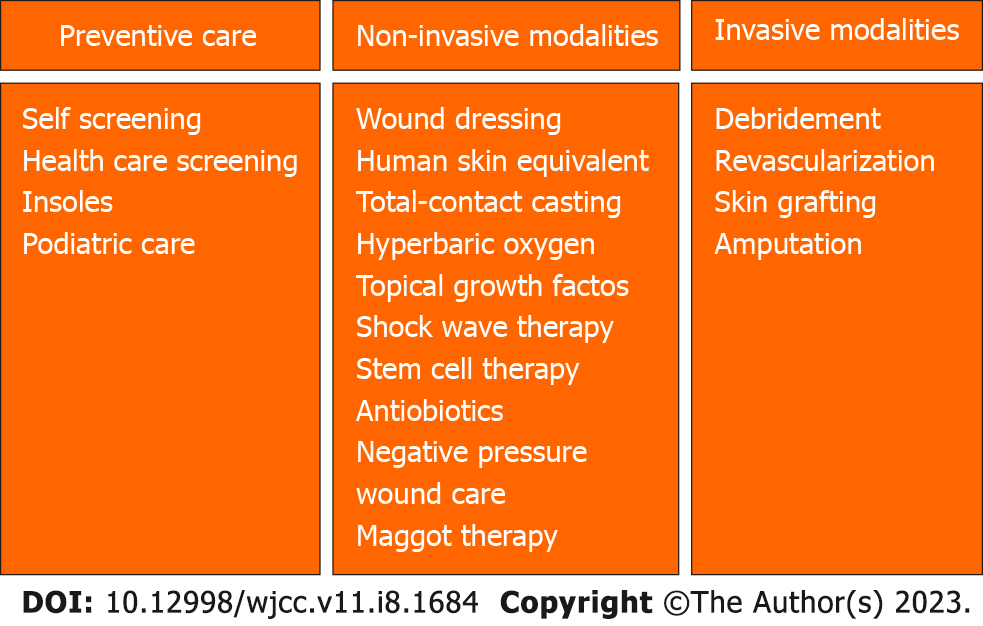 Preventive care
Non-invasive modalities
Invasive modalities
Self screening
Health care screening
Insoles
Podiatric care
Wound dressing
Human skin equivalent
Total-contact casting
Hyperbaric oxygen
Topical growth factos
Shock wave therapy
Stem cell therapy
Antiobiotics
Negative pressure
wound care
Maggot therapy
Debridement
Revascularization
Skin grafting
Amputation
DOI: 10.12998/wjcc.v11.i8.1684 Copyright ©The Author(s) 2023.